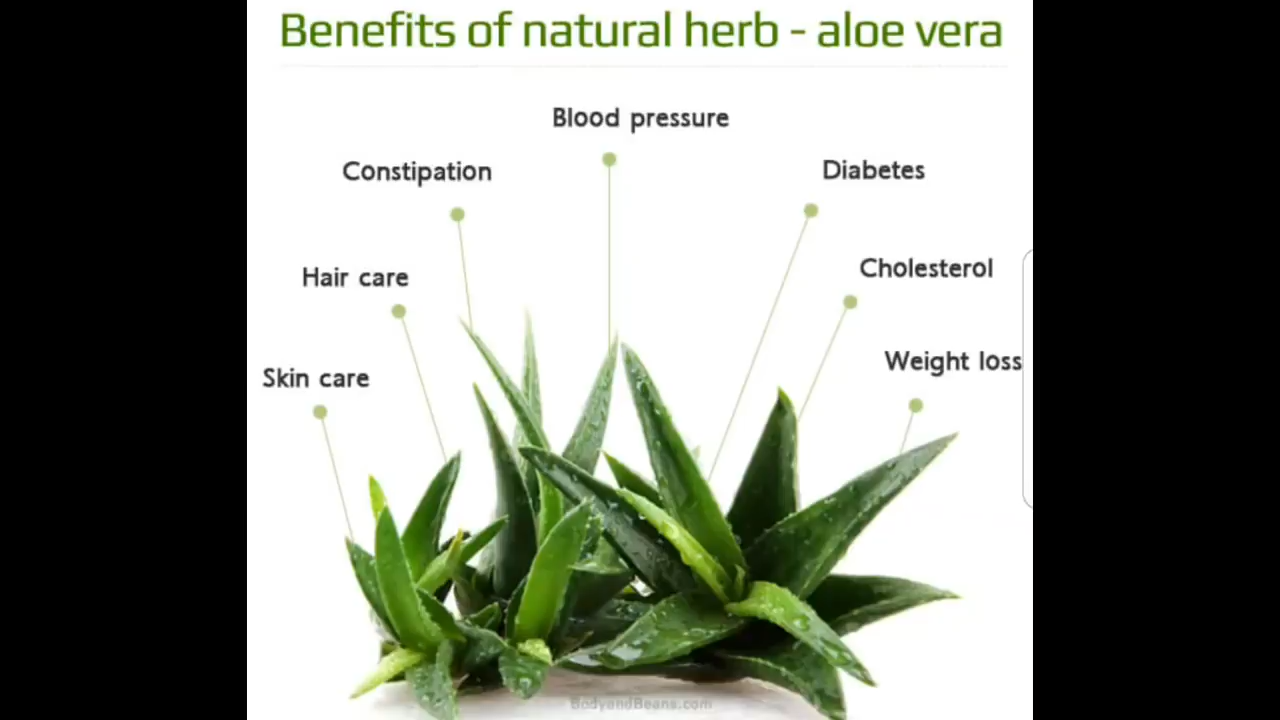 Benefits of natural herb - aloe vera
Blood pressure
Constipation
Diabetes
Hair care
Cholesterol
Skin care
Weight loss
BodyandBeans.com